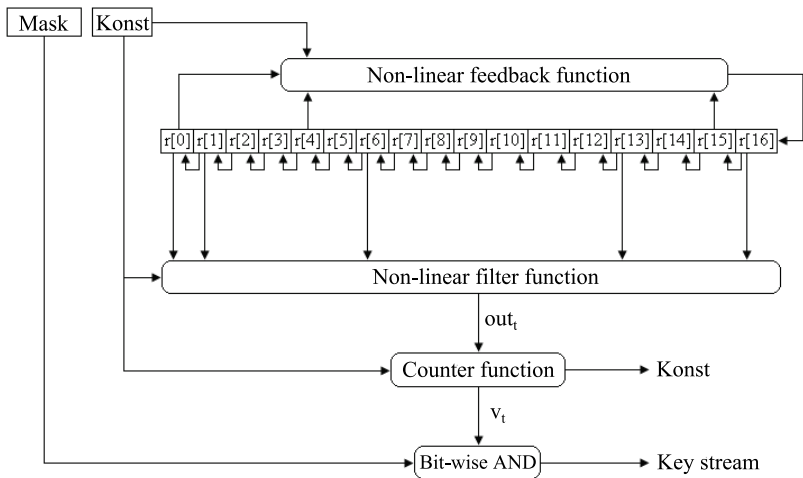 Mask Konst
Non-linear feedback function
r[0] r[1] r[2] r[3] r[4] r[5] r[6] r[7] r[8] r[9] r[10] r[11] r[12] r[13] r[14] r[15] r[16]
Non-linear filter function
outₜ
Counter function Konst
vₜ
Bit-wise AND Key stream